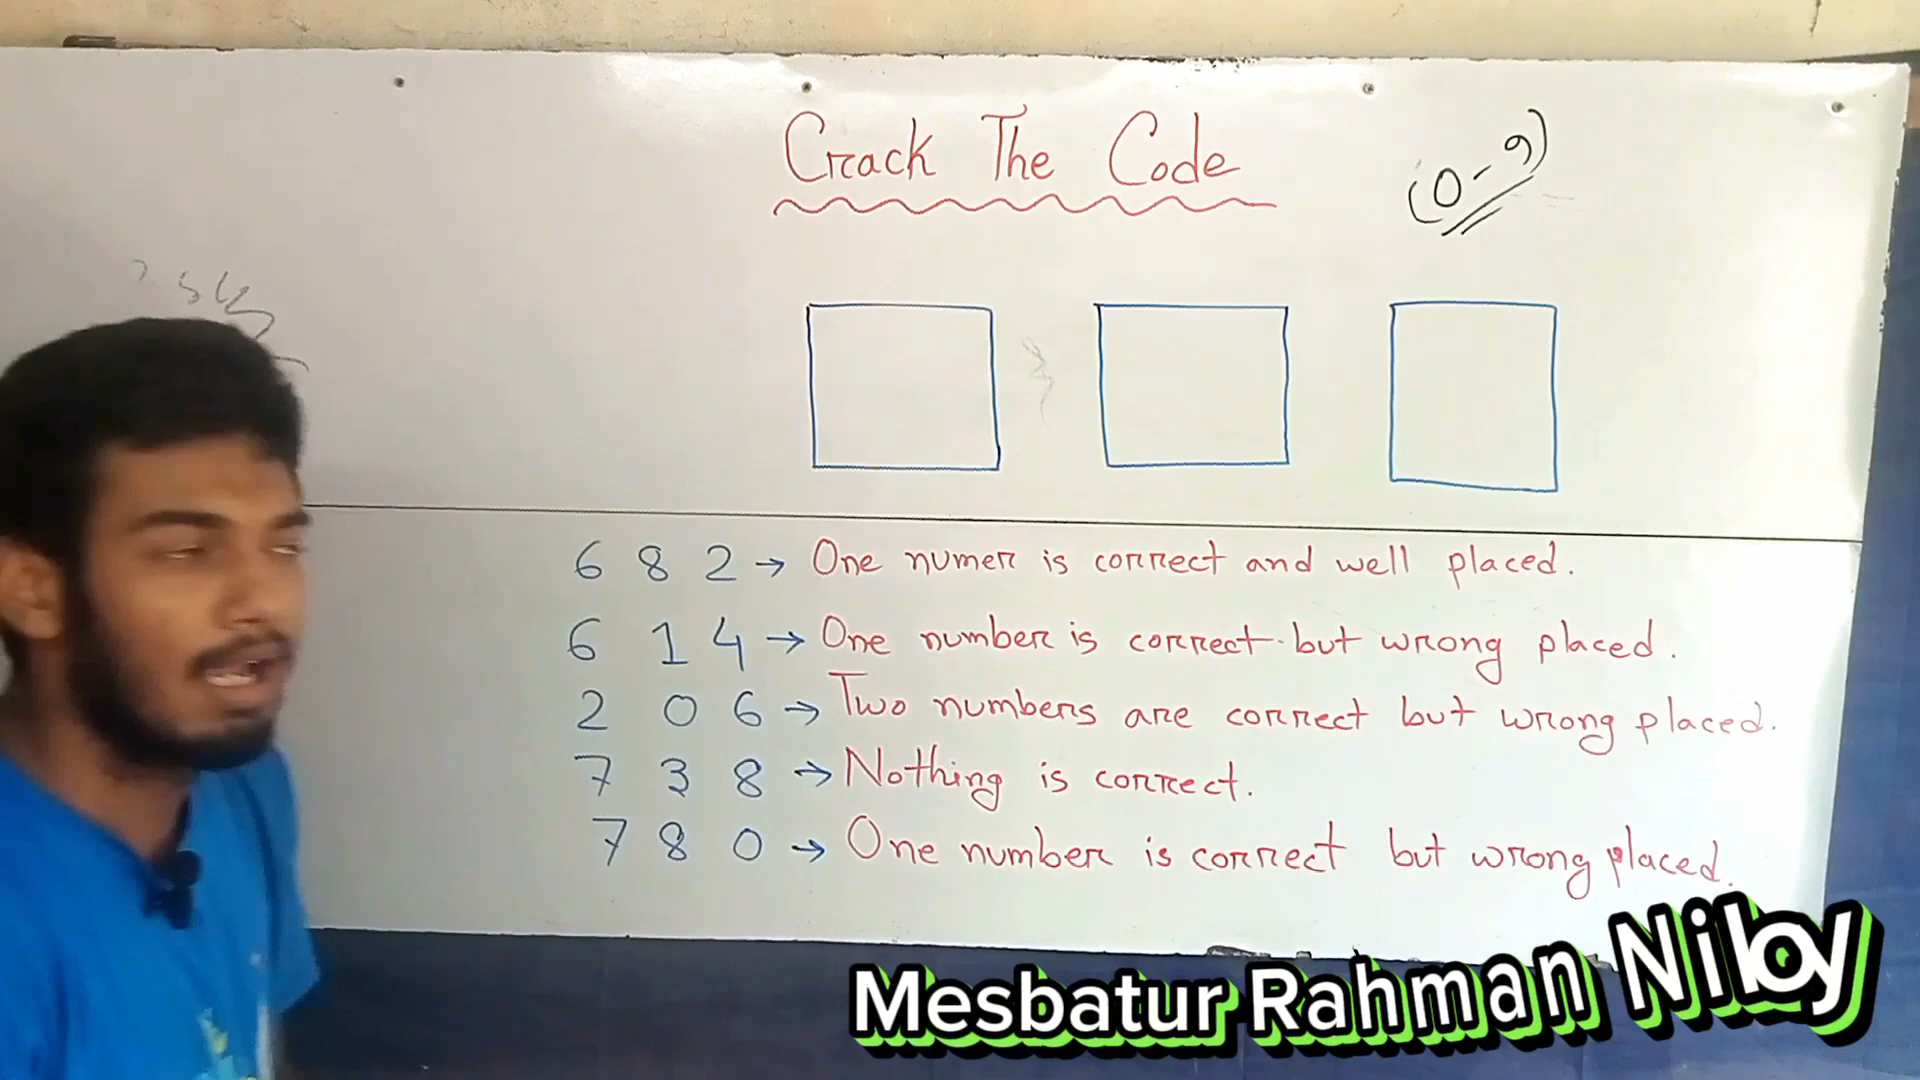 Crack The Code
(0-9)
6 8 2 → One numer is correct and well placed.
6 1 4 → One number is correct but wrong placed.
2 0 6 → Two numbers are correct but wrong placed.
7 3 8 → Nothing is correct.
7 8 0 → One number is correct but wrong placed.
Mesbatur Rahman Niloy